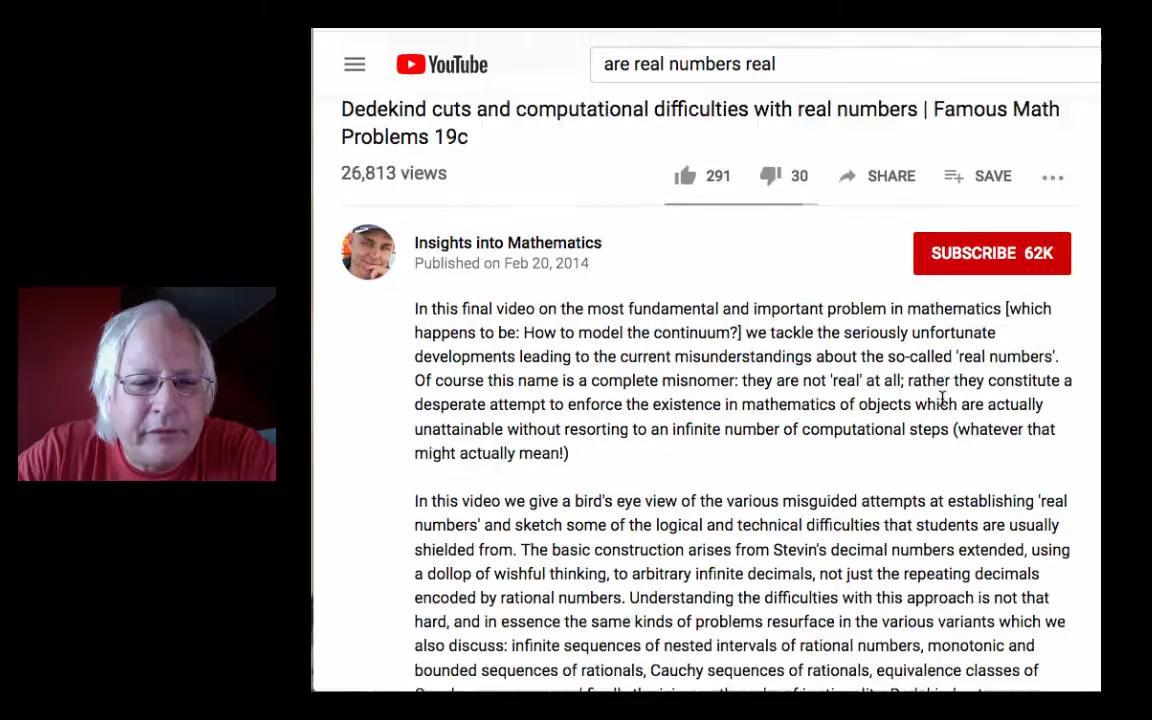 YouTube
are real numbers real
Dedekind cuts and computational difficulties with real numbers | Famous Math
Problems 19c
26,813 views
291
30
SHARE
SAVE
Insights into Mathematics
Published on Feb 20, 2014
SUBSCRIBE 62K
In this final video on the most fundamental and important problem in mathematics [which
happens to be: How to model the continuum?] we tackle the seriously unfortunate
developments leading to the current misunderstandings about the so-called 'real numbers'.
Of course this name is a complete misnomer: they are not 'real' at all; rather they constitute a
desperate attempt to enforce the existence in mathematics of objects which are actually
unattainable without resorting to an infinite number of computational steps (whatever that
might actually mean!)
In this video we give a bird's eye view of the various misguided attempts at establishing 'real
numbers' and sketch some of the logical and technical difficulties that students are usually
shielded from. The basic construction arises from Stevin's decimal numbers extended, using
a dollop of wishful thinking, to arbitrary infinite decimals, not just the repeating decimals
encoded by rational numbers. Understanding the difficulties with this approach is not that
hard, and in essence the same kinds of problems resurface in the various variants which we
also discuss: infinite sequences of nested intervals of rational numbers, monotonic and
bounded sequences of rationals, Cauchy sequences of rationals, equivalence classes of